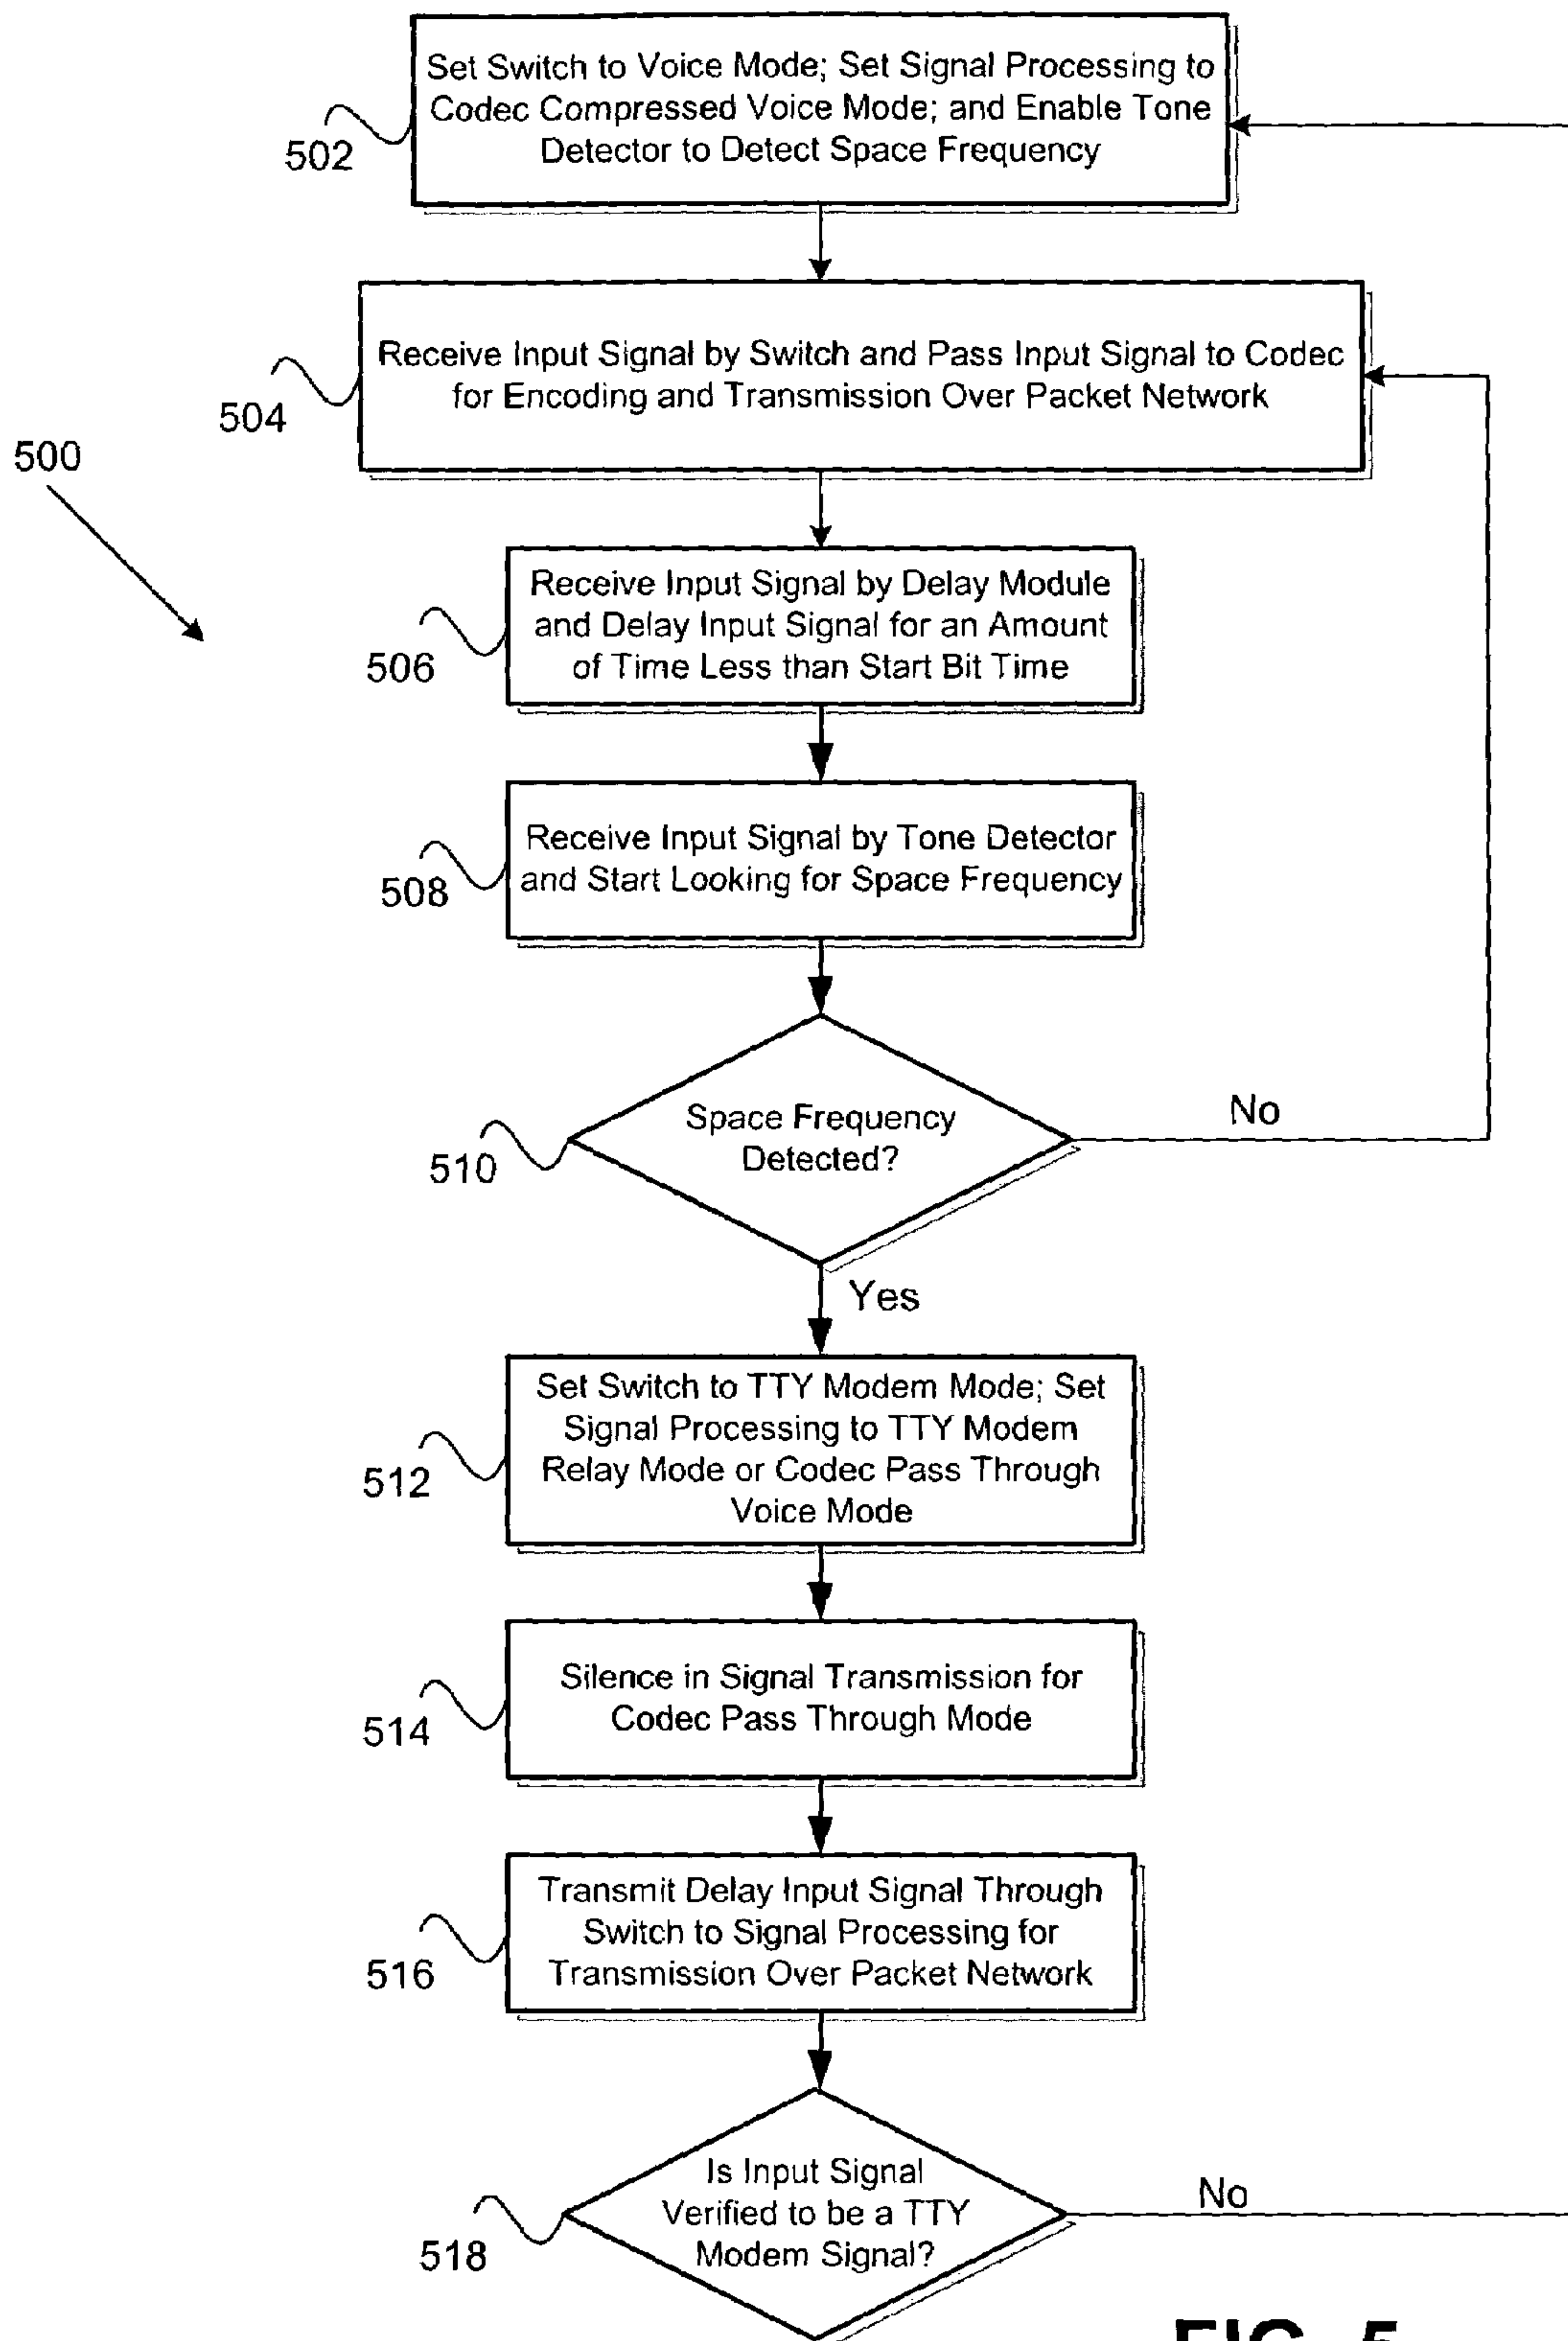 Set Switch to Voice Mode; Set Signal Processing to
Codec Compressed Voice Mode; and Enable Tone
Detector to Detect Space Frequency
502
Receive Input Signal by Switch and Pass Input Signal to Codec
for Encoding and Transmission Over Packet Network
504
500
Receive Input Signal by Delay Module
and Delay Input Signal for an Amount
of Time Less than Start Bit Time
506
Receive Input Signal by Tone Detector
and Start Looking for Space Frequency
508
Space Frequency
Detected?
No
510
Yes
Set Switch to TTY Modem Mode; Set
Signal Processing to TTY Modem
Relay Mode or Codec Pass Through
Voice Mode
512
Silence in Signal Transmission for
Codec Pass Through Mode
514
Transmit Delay Input Signal Through
Switch to Signal Processing for
Transmission Over Packet Network
516
Is Input Signal
Verified to be a TTY
Modem Signal?
No
518
FIG. 5